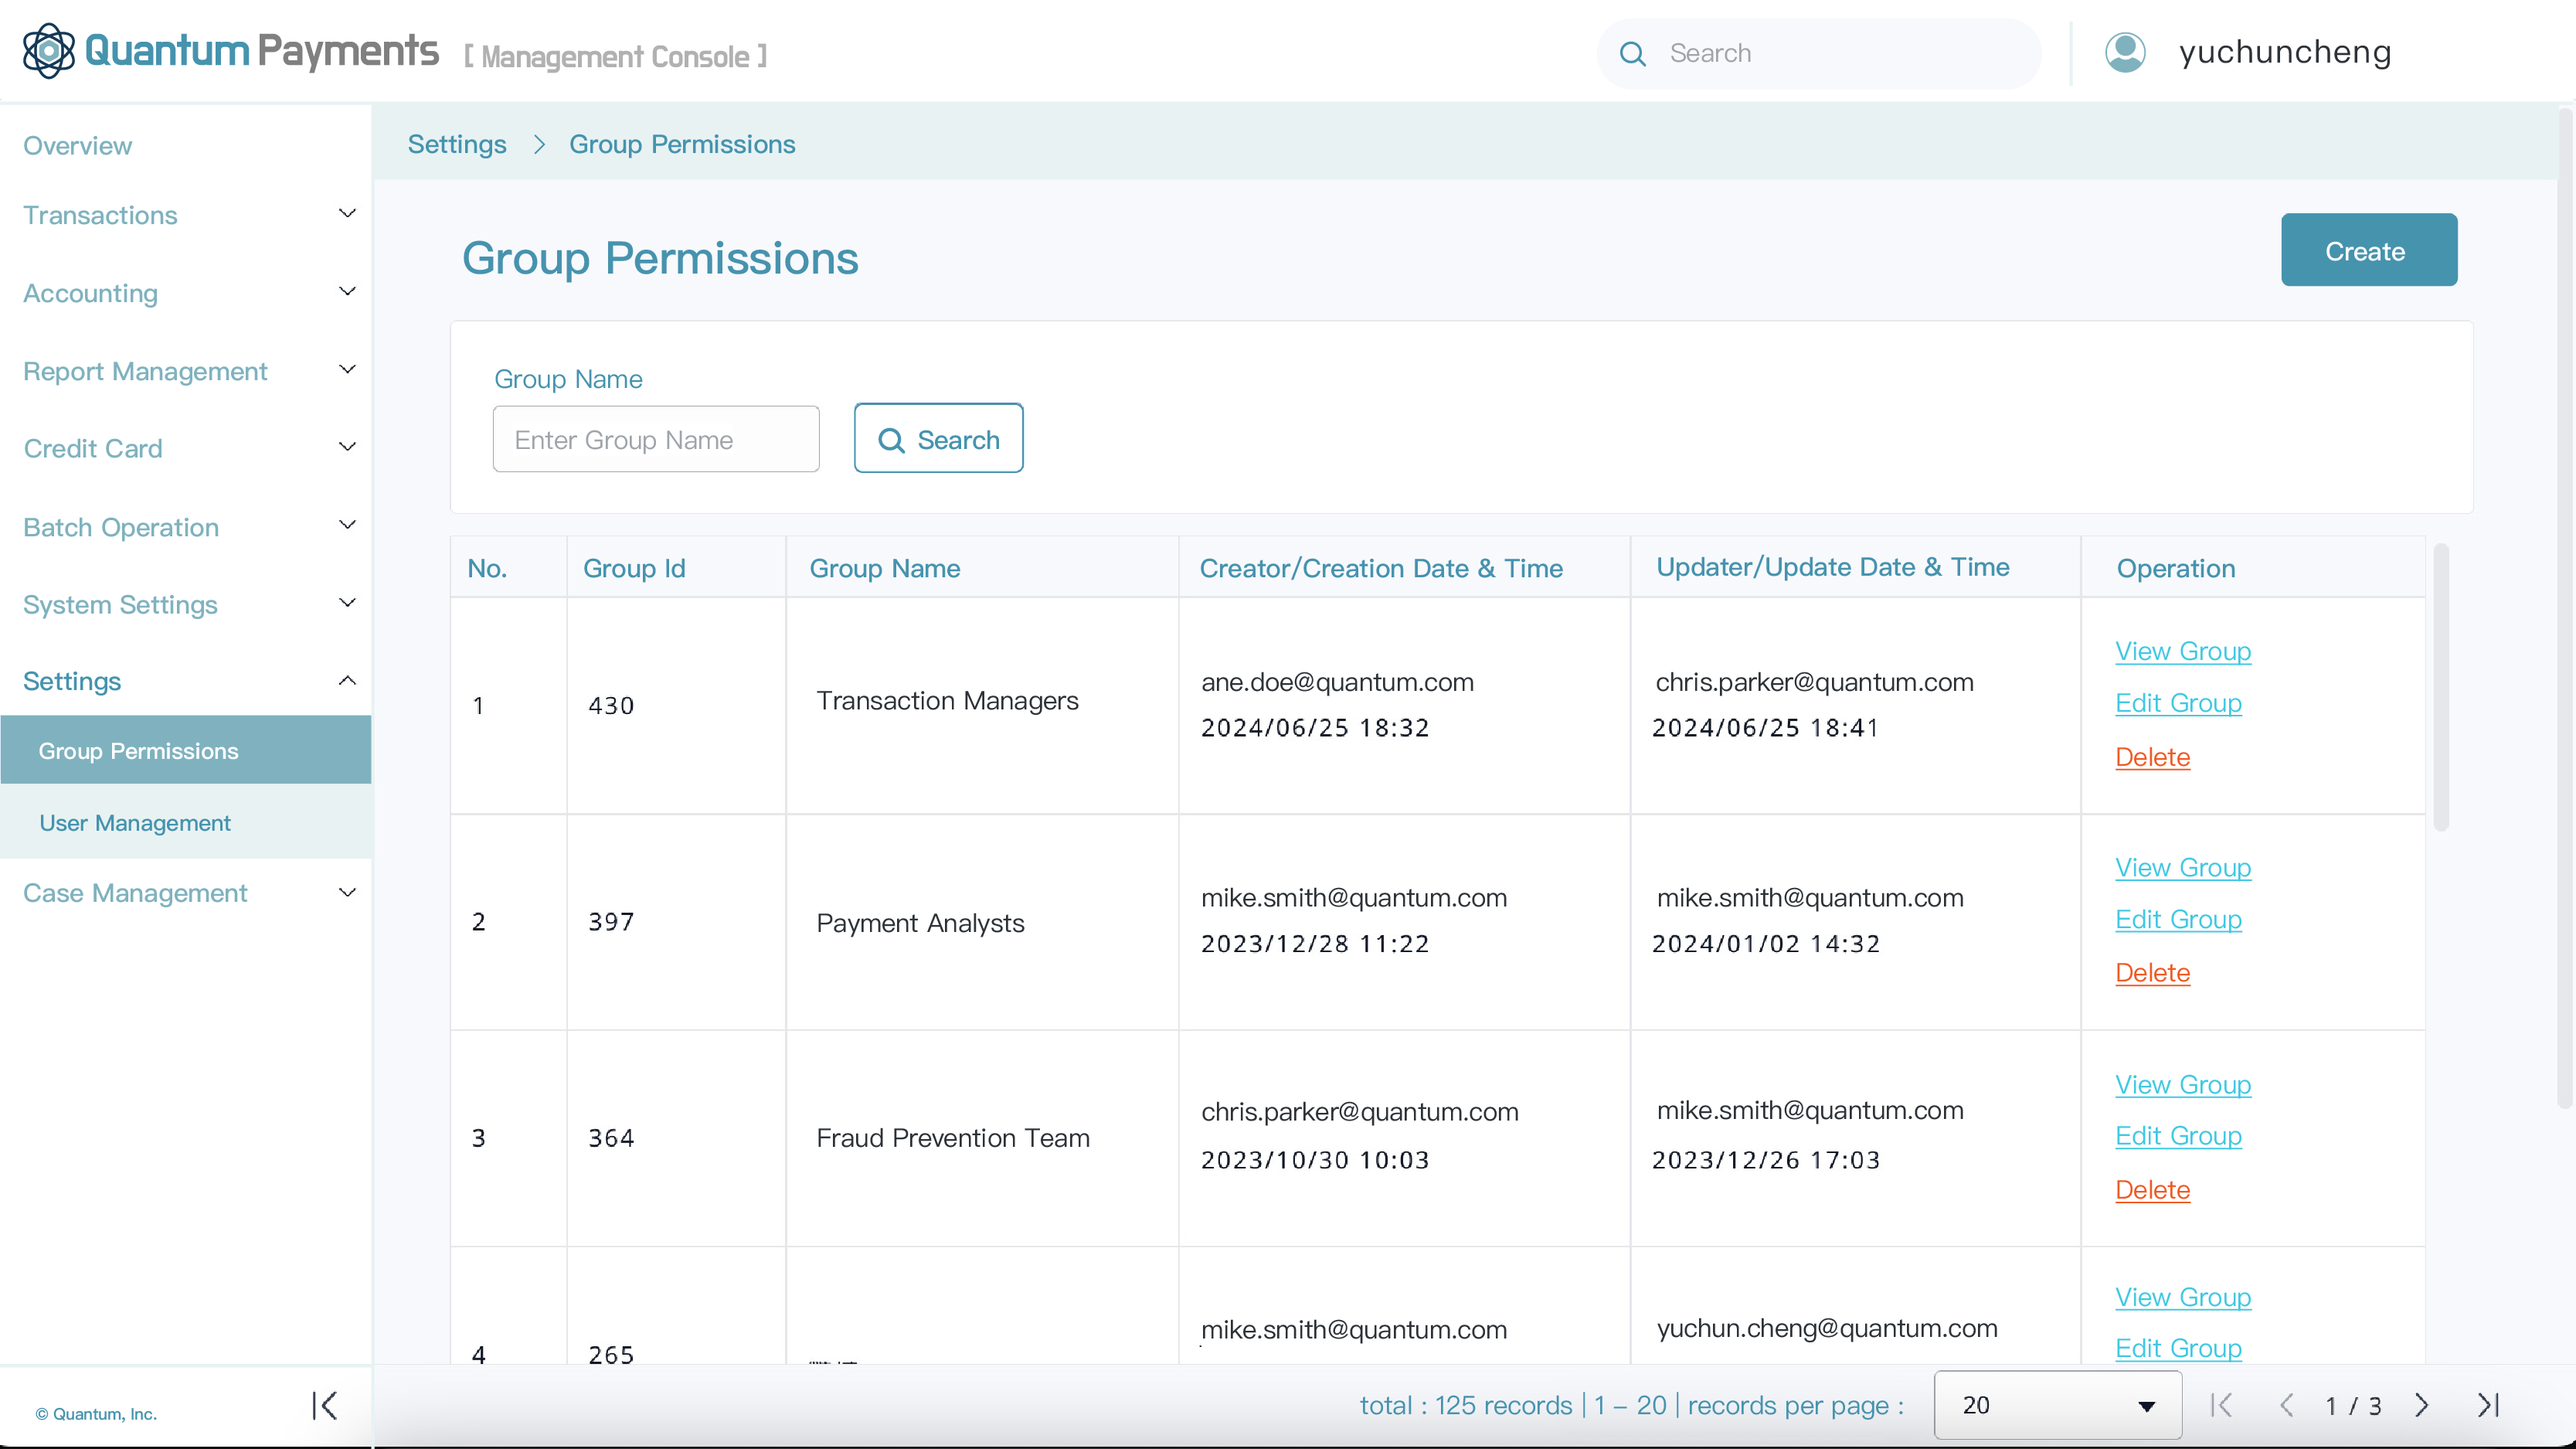 Quantum Payments [ Management Console ]
Search
yuchuncheng
Overview
Transactions
Accounting
Report Management
Credit Card
Batch Operation
System Settings
Settings
Group Permissions
User Management
Case Management
© Quantum, Inc.
Settings > Group Permissions
Group Permissions
Create
Group Name
Enter Group Name
Search
No. Group Id Group Name Creator/Creation Date & Time Updater/Update Date & Time Operation
1 430 Transaction Managers
ane.doe@quantum.com
2024/06/25 18:32
chris.parker@quantum.com
2024/06/25 18:41
View Group
Edit Group
Delete
2 397 Payment Analysts
mike.smith@quantum.com
2023/12/28 11:22
mike.smith@quantum.com
2024/01/02 14:32
View Group
Edit Group
Delete
3 364 Fraud Prevention Team
chris.parker@quantum.com
2023/10/30 10:03
mike.smith@quantum.com
2023/12/26 17:03
View Group
Edit Group
Delete
4 265
mike.smith@quantum.com
yuchun.cheng@quantum.com
View Group
Edit Group
total : 125 records | 1 – 20 | records per page :
20
1 / 3